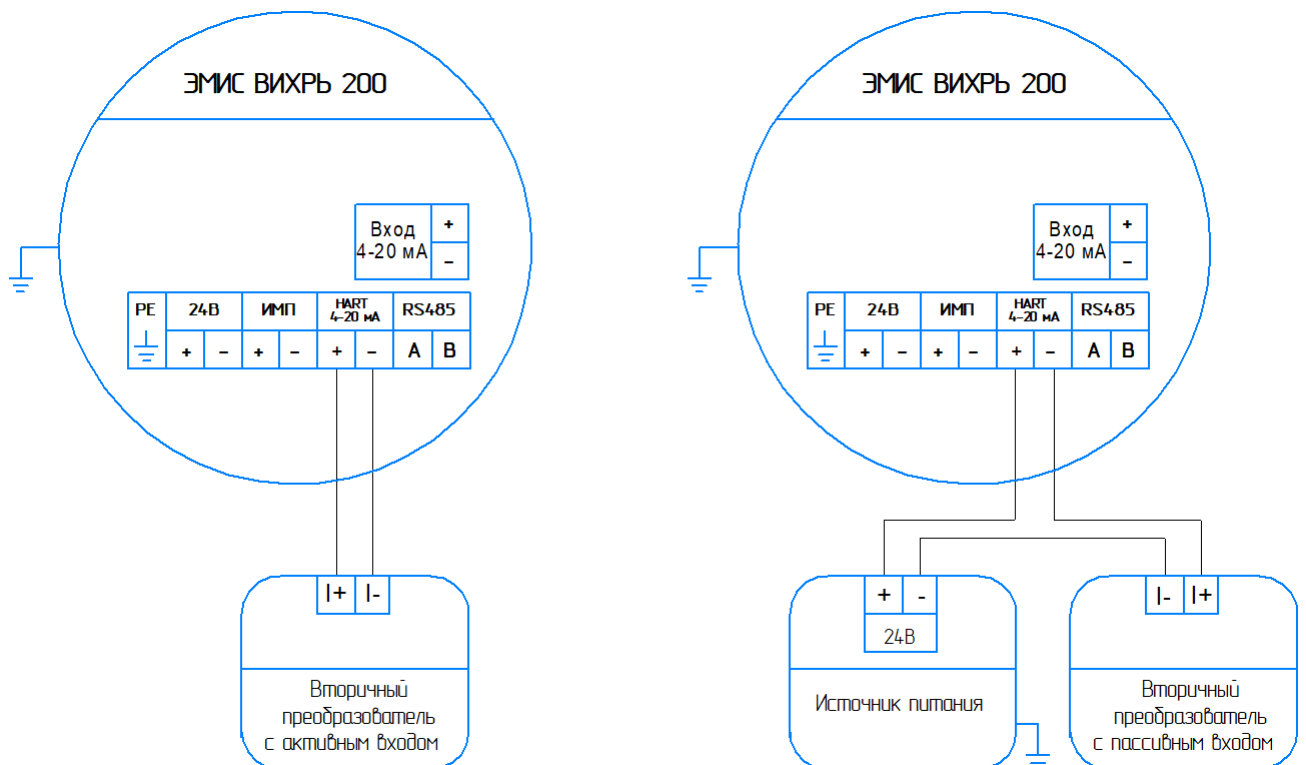 ЭМИС ВИХРЬ 200
Вход
4-20 мА
+
-
PE 24В ИМП HART
4-20 мА RS485
+ - + - + - A B
I+ I-
Вторичный
преобразователь
с активным входом
ЭМИС ВИХРЬ 200
Вход
4-20 мА
+
-
PE 24В ИМП HART
4-20 мА RS485
+ - + - + - A B
+ -
24В
Источник питания
I- I+
Вторичный
преобразователь
с пассивным входом